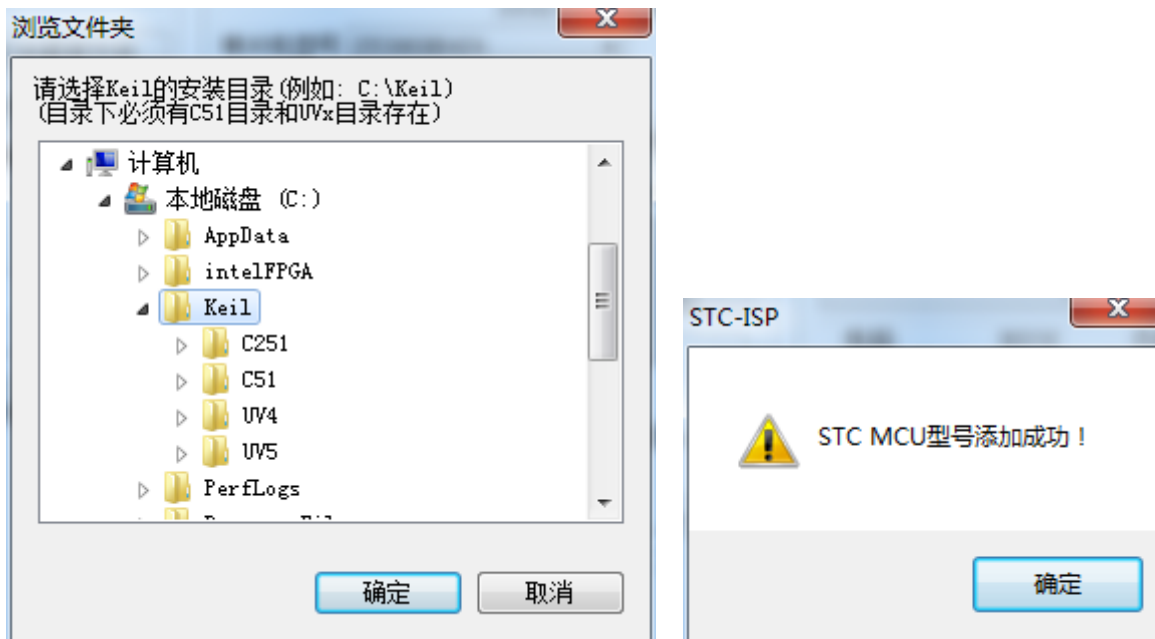 浏览文件夹
请选择Keil的安装目录(例如: C:\Keil)
(目录下必须有C51目录和UVx目录存在)
计算机
本地磁盘 (C:)
AppData
intelFPGA
Keil
C251
C51
UV4
UV5
PerfLogs
确定
取消
STC-ISP
STC MCU型号添加成功！
确定